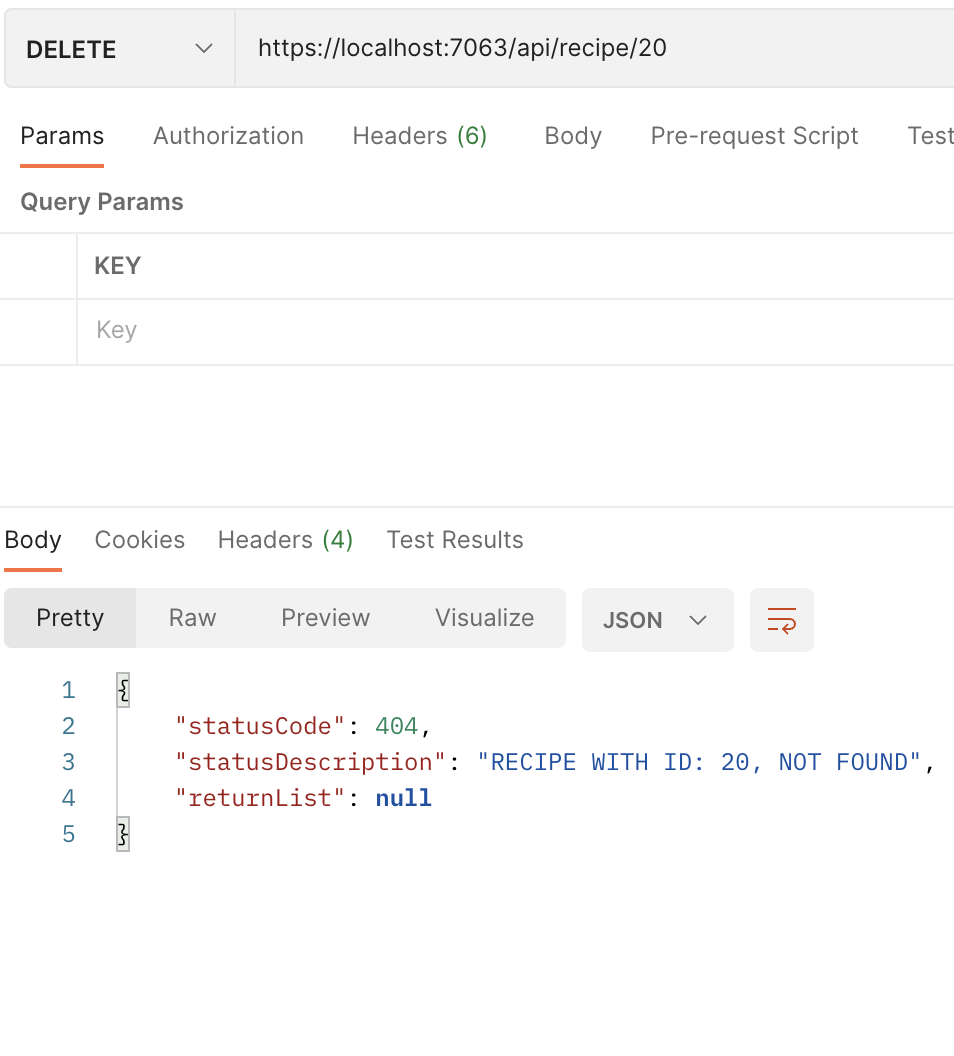 DELETE https://localhost:7063/api/recipe/20
Params Authorization Headers (6) Body Pre-request Script Test
Query Params
KEY
Key
Body Cookies Headers (4) Test Results
Pretty Raw Preview Visualize JSON
1 {
2 "statusCode": 404,
3 "statusDescription": "RECIPE WITH ID: 20, NOT FOUND",
4 "returnList": null
5 }